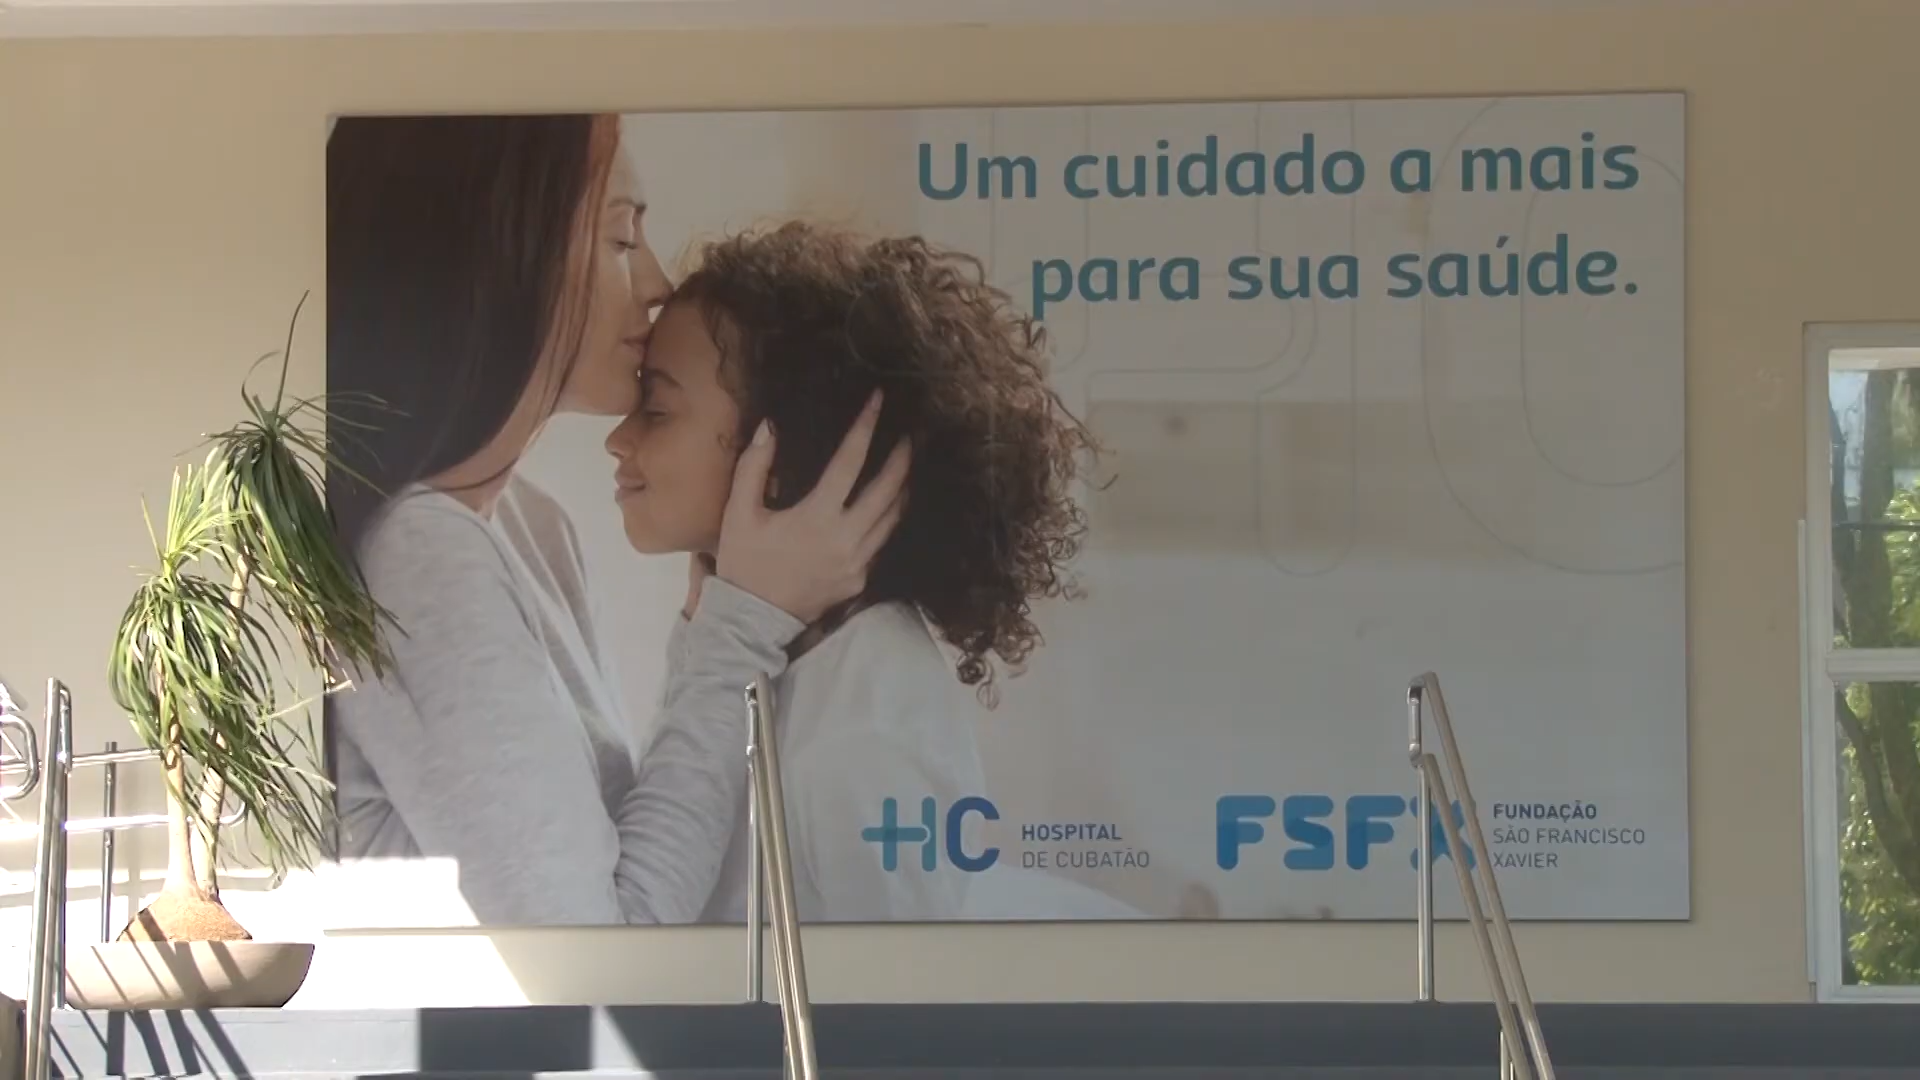 Um cuidado a mais
para sua saúde.
HC
HOSPITAL
DE CUBATÃO
FSFX
FUNDAÇÃO
SÃO FRANCISCO
XAVIER